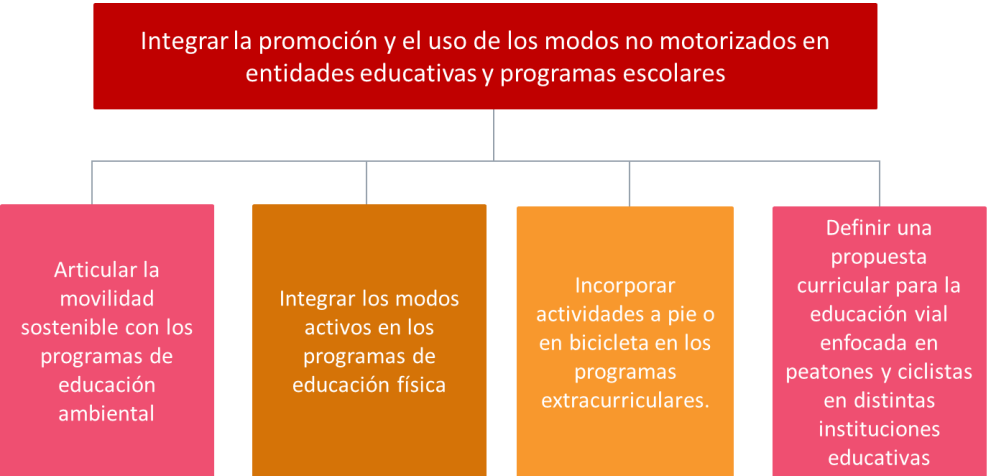 Integrar la promoción y el uso de los modos no motorizados en
entidades educativas y programas escolares
Articular la
movilidad
sostenible con los
programas de
educación
ambiental
Integrar los modos
activos en los
programas de
educación física
Incorporar
actividades a pie o
en bicicleta en los
programas
extracurriculares.
Definir una
propuesta
curricular para la
educación vial
enfocada en
peatones y ciclistas
en distintas
instituciones
educativas